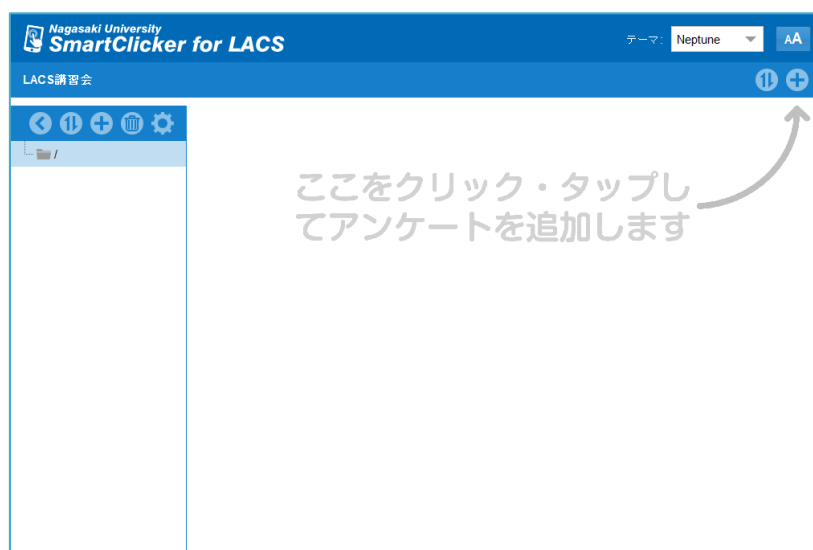 Nagasaki University
SmartClicker for LACS
テーマ: Neptune
AA
LACS講習会
/
ここをクリック・タップし
てアンケートを追加します